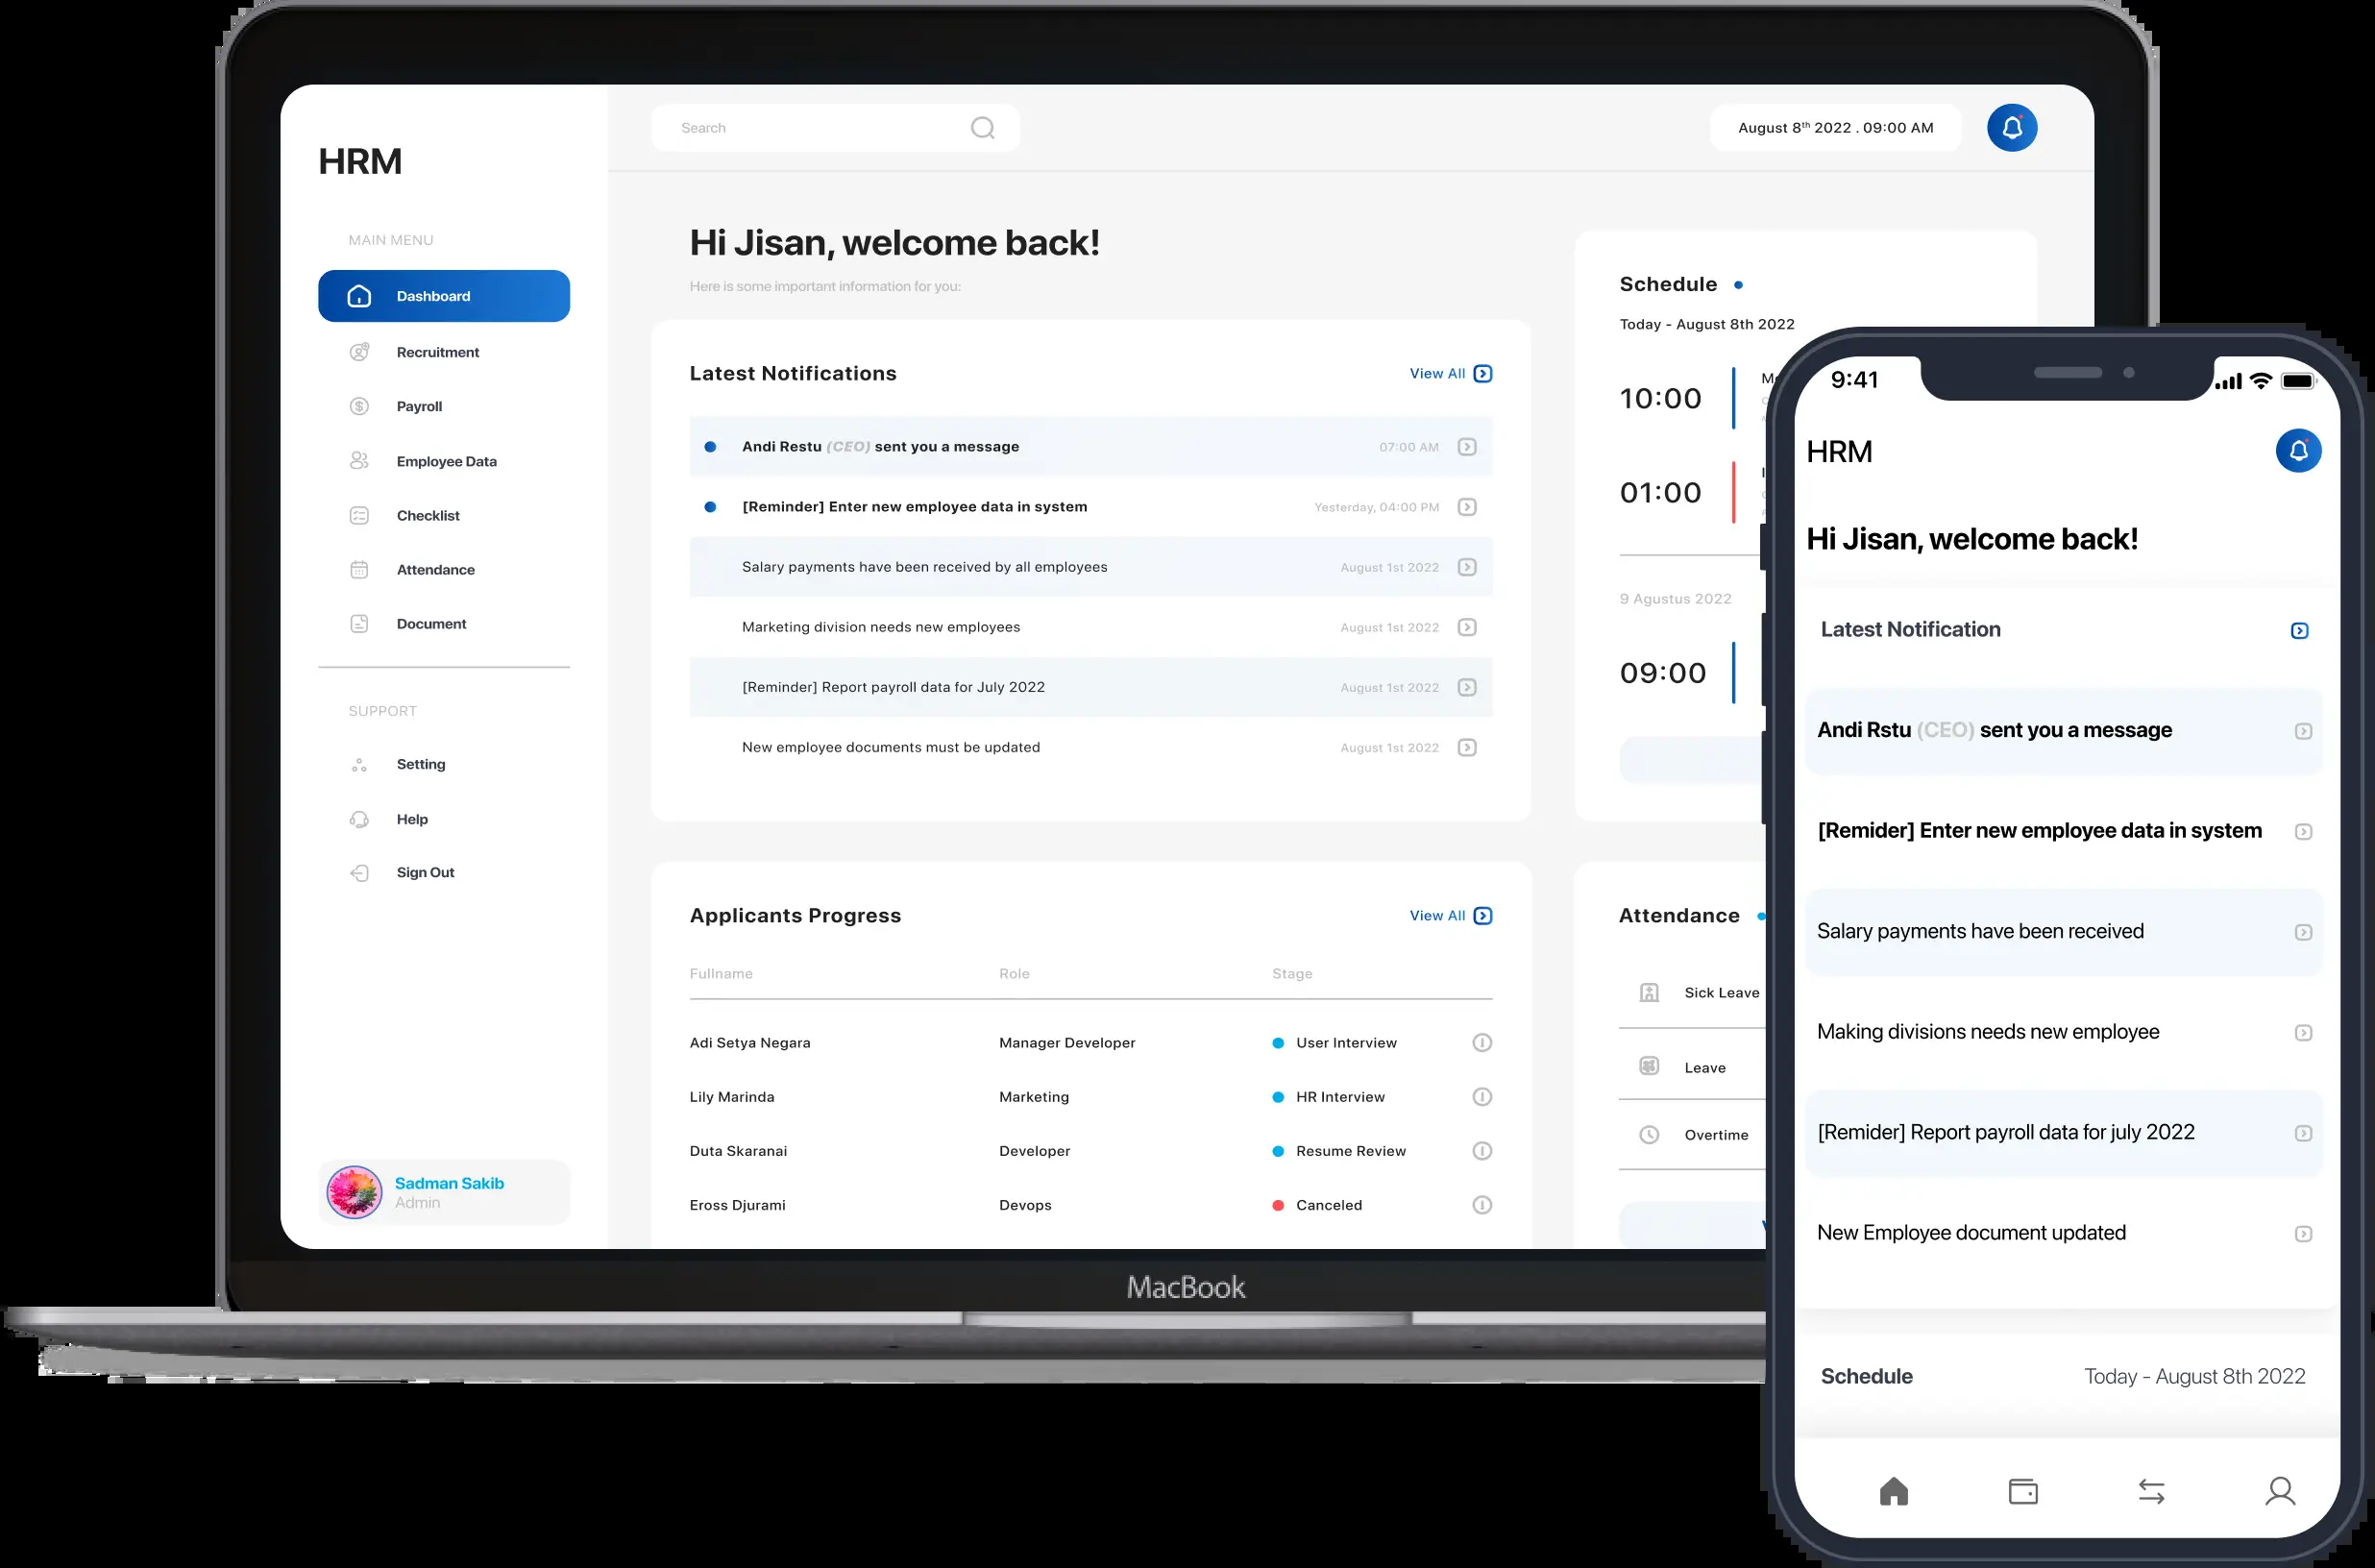 HRM
MAIN MENU
Dashboard
Recruitment
Payroll
Employee Data
Checklist
Attendance
Document
SUPPORT
Setting
Help
Sign Out
Sadman Sakib
Admin
Search
August 8th 2022 . 09:00 AM
Hi Jisan, welcome back!
Here is some important information for you:
Latest Notifications
View All
Andi Restu (CEO) sent you a message 07:00 AM
[Reminder] Enter new employee data in system Yesterday, 04:00 PM
Salary payments have been received by all employees August 1st 2022
Marketing division needs new employees August 1st 2022
[Reminder] Report payroll data for July 2022 August 1st 2022
New employee documents must be updated August 1st 2022
Applicants Progress
View All
Fullname Role Stage
Adi Setya Negara Manager Developer User Interview
Lily Marinda Marketing HR Interview
Duta Skaranai Developer Resume Review
Eross Djurami Devops Canceled
Schedule
Today - August 8th 2022
10:00
01:00
9 Agustus 2022
09:00
Attendance
Sick Leave
Leave
Overtime
MacBook
9:41
HRM
Hi Jisan, welcome back!
Latest Notification
Andi Rstu (CEO) sent you a message
[Remider] Enter new employee data in system
Salary payments have been received
Making divisions needs new employee
[Remider] Report payroll data for july 2022
New Employee document updated
Schedule Today - August 8th 2022